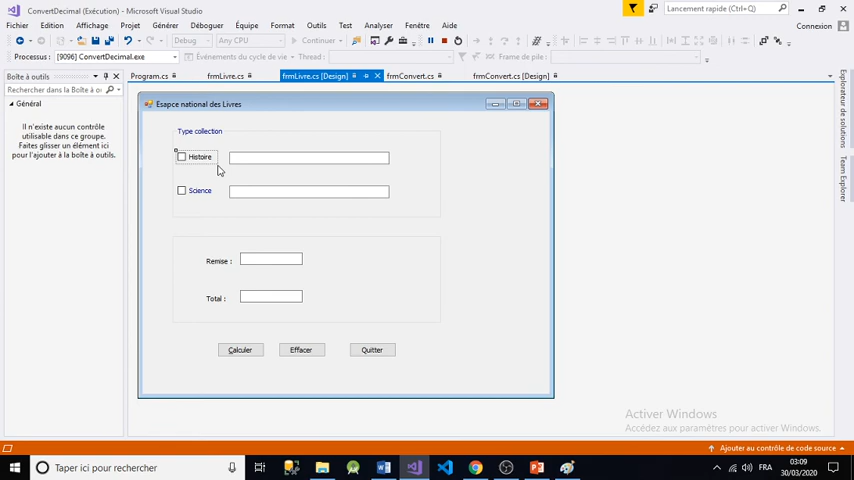 ConvertDecimal (Exécution) - Microsoft Visual Studio
Lancement rapide (Ctrl+Q)
Fichier Edition Affichage Projet Générer Déboguer Équipe Format Outils Test Analyser Fenêtre Aide
Connexion
Debug Any CPU Continuer
Processus : [9096] ConvertDecimal.exe Événements du cycle de vie Thread : Frame de pile :
Boîte à outils
Program.cs frmLivre.cs frmLivre.cs [Design] frmConvert.cs frmConvert.cs [Design]
Rechercher dans la Boîte à o
Général
Il n'existe aucun contrôle
utilisable dans ce groupe.
Faites glisser un élément ici
pour l'ajouter à la boîte à outils.
Esapce national des Livres
Type collection
Histoire
Science
Remise :
Total :
Calculer Effacer Quitter
Explorateur de solutions
Team Explorer
Activer Windows
Accédez aux paramètres pour activer Windows.
Ajouter au contrôle de code source
Taper ici pour rechercher
FRA
03:09
30/03/2020